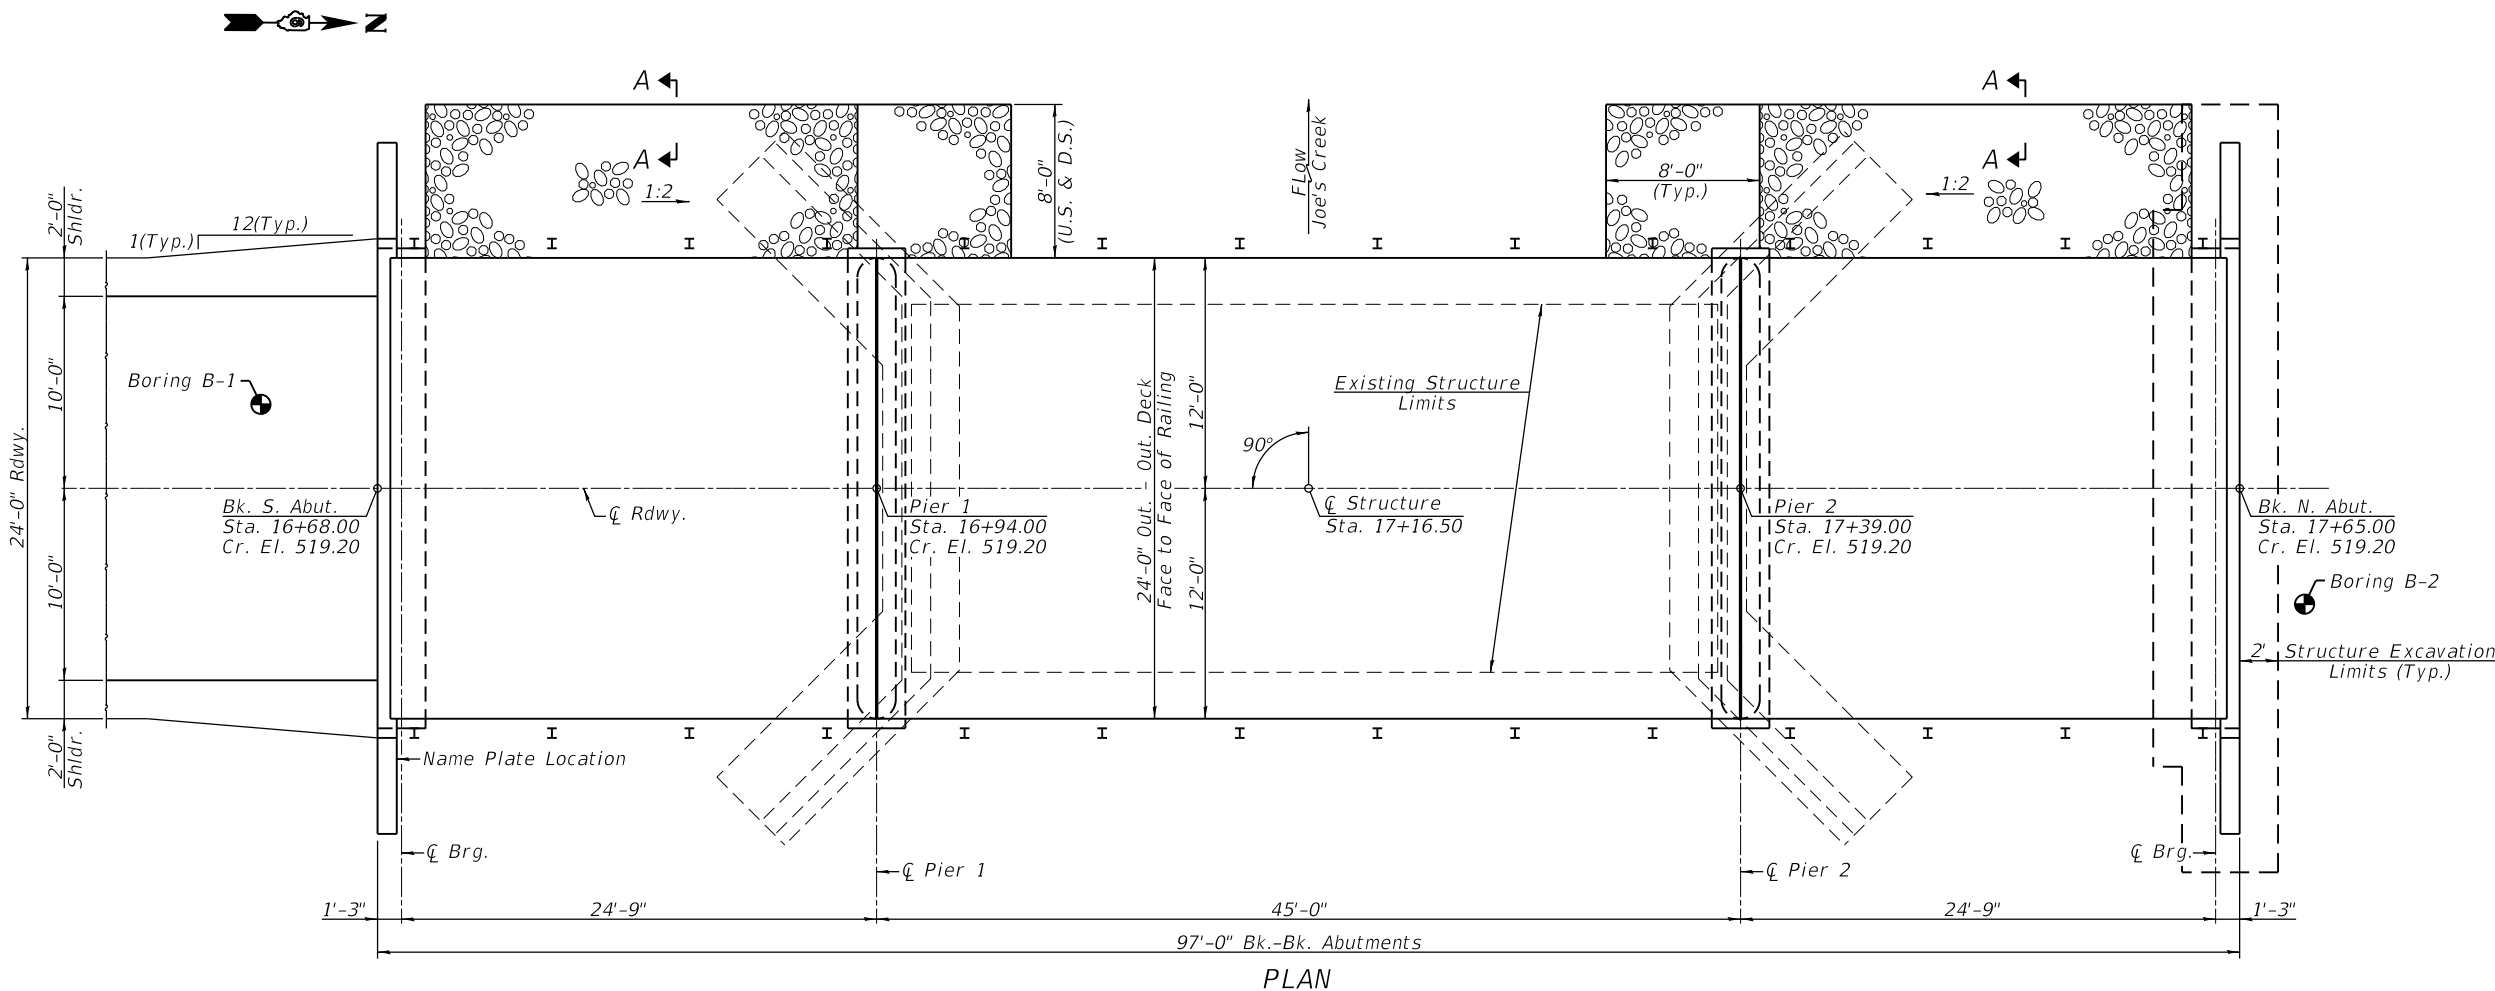 N
A
A
A
A
2'-0"
Shldr.
1(Typ.)
12(Typ.)
1:2
8'-0"
(U.S. & D.S.)
FLow
Joe's Creek
8'-0"
(Typ.)
1:2
24'-0" Rdwy.
10'-0"
10'-0"
2'-0"
Shldr.
Boring B-1
Bk. S. Abut.
Sta. 16+68.00
Cr. El. 519.20
℄ Rdwy.
Pier 1
Sta. 16+94.00
Cr. El. 519.20
24'-0" Out. - Out. Deck
Face to Face of Railing
12'-0"
12'-0"
90°
℄ Structure
Sta. 17+16.50
Existing Structure
Limits
Pier 2
Sta. 17+39.00
Cr. El. 519.20
Bk. N. Abut.
Sta. 17+65.00
Cr. El. 519.20
Boring B-2
2'
Structure Excavation
Limits (Typ.)
Name Plate Location
℄ Brg.
℄ Pier 1
℄ Pier 2
℄ Brg.
1'-3"
24'-9"
45'-0"
24'-9"
1'-3"
97'-0" Bk.-Bk. Abutments
PLAN